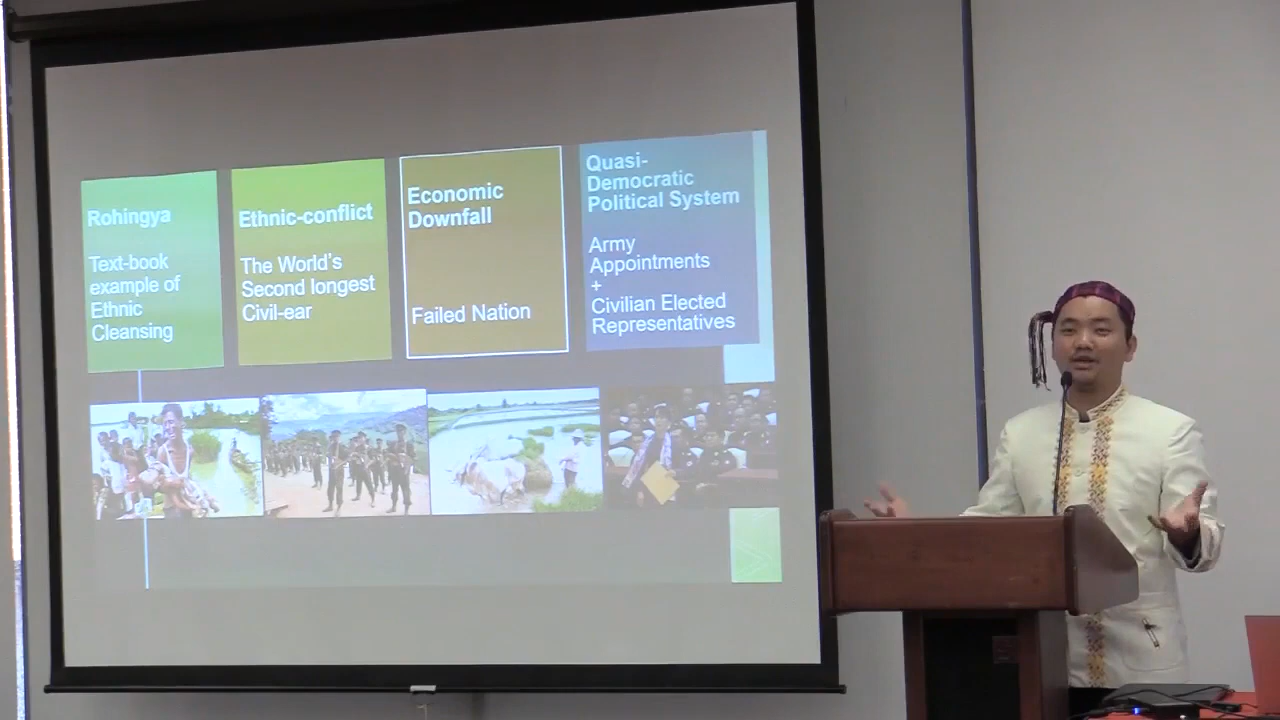 Rohingya
Text-book
example of
Ethnic
Cleansing
Ethnic-conflict
The World's
Second longest
Civil-ear
Economic
Downfall
Failed Nation
Quasi-
Democratic
Political System
Army
Appointments
+
Civilian Elected
Representatives